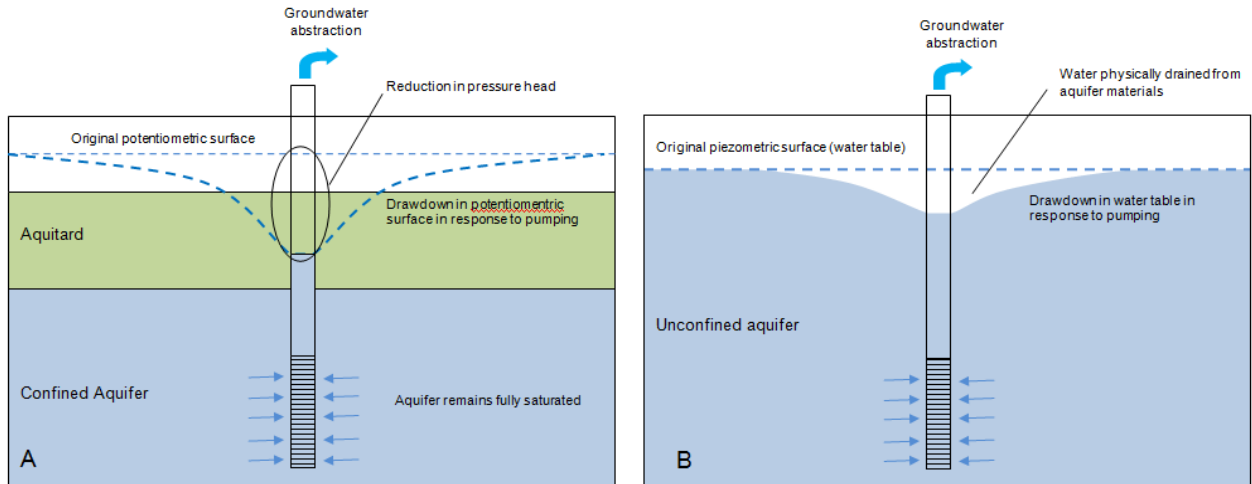 Groundwater
abstraction
Reduction in pressure head
Original potentiometric surface
Drawdown in potiomentric
surface in response to pumping
Aquitard
Confined Aquifer
Aquifer remains fully saturated
A
Groundwater
abstraction
Water physically drained from
aquifer materials
Original piezometric surface (water table)
Drawdown in water table in
response to pumping
Unconfined aquifer
B